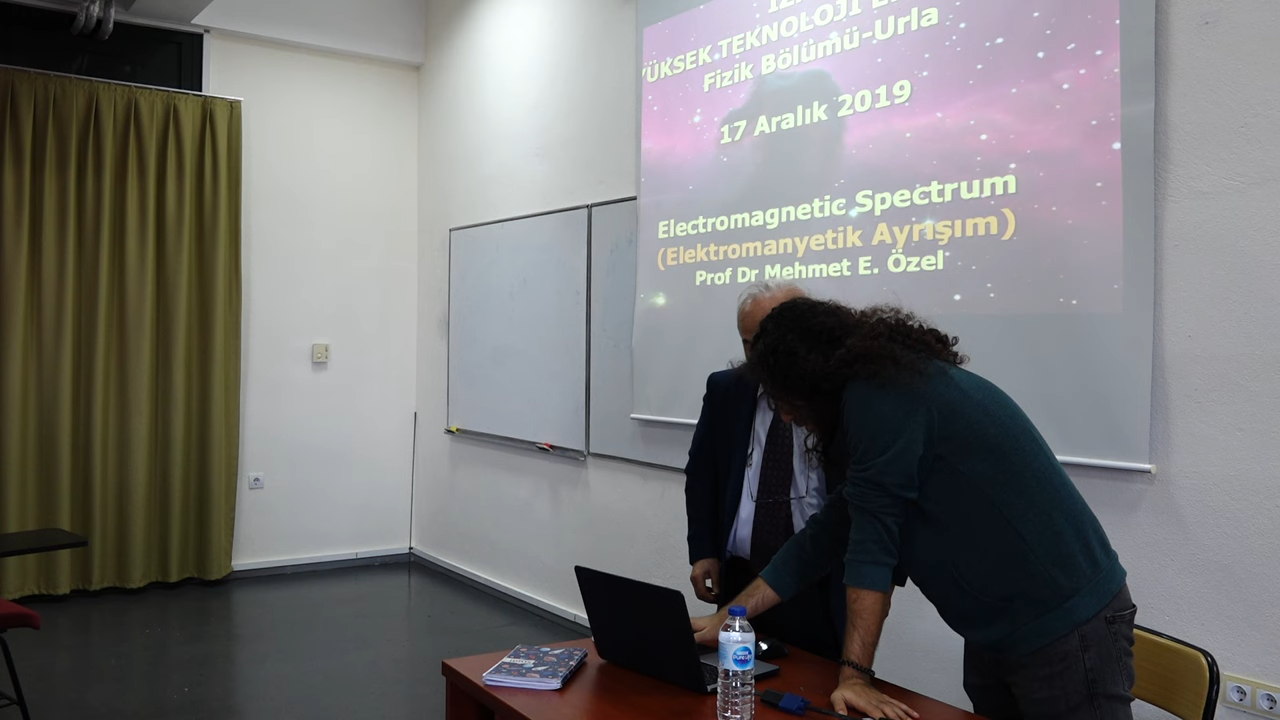 YÜKSEK TEKNOLOJİ E
Fizik Bölümü-Urla
17 Aralık 2019
Electromagnetic Spectrum
(Elektromanyetik Ayrışım)
Prof Dr Mehmet E. Özel